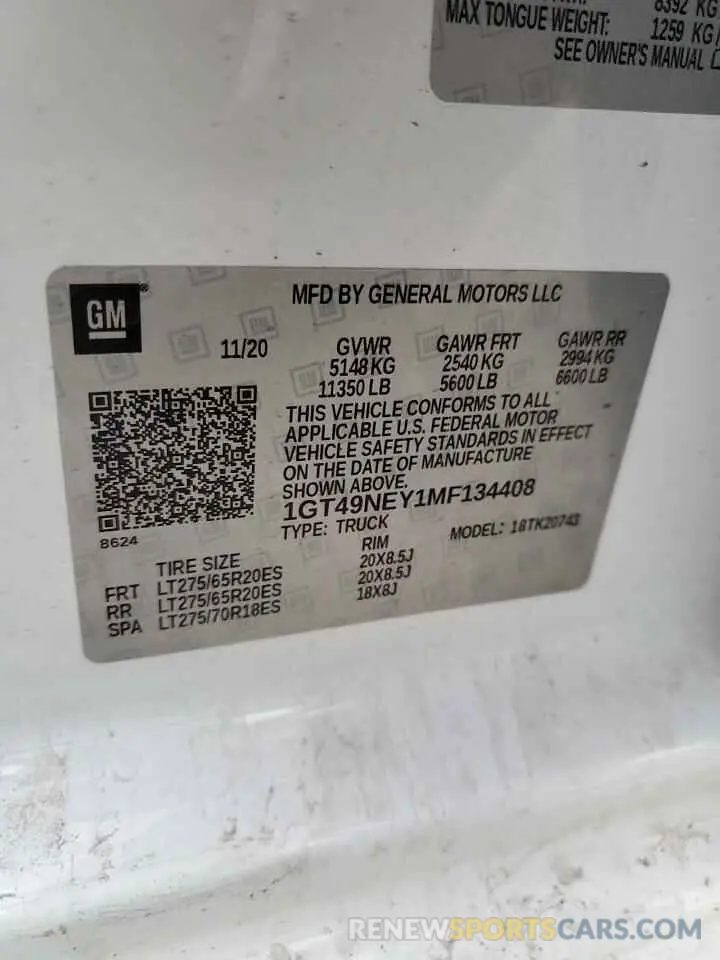 8392 KG
MAX TONGUE WEIGHT: 1259 KG/
SEE OWNER'S MANUAL
GM ®
MFD BY GENERAL MOTORS LLC
11/20 GVWR GAWR FRT GAWR RR
5148 KG 2540 KG 2994 KG
11350 LB 5600 LB 6600 LB
THIS VEHICLE CONFORMS TO ALL
APPLICABLE U.S. FEDERAL MOTOR
VEHICLE SAFETY STANDARDS IN EFFECT
ON THE DATE OF MANUFACTURE
SHOWN ABOVE.
1GT49NEY1MF134408
TYPE: TRUCK MODEL: 18TK20743
8624
TIRE SIZE RIM
FRT LT275/65R20ES 20X8.5J
RR LT275/65R20ES 20X8.5J
SPA LT275/70R18ES 18X8J
RENEWSPORTSCARS.COM